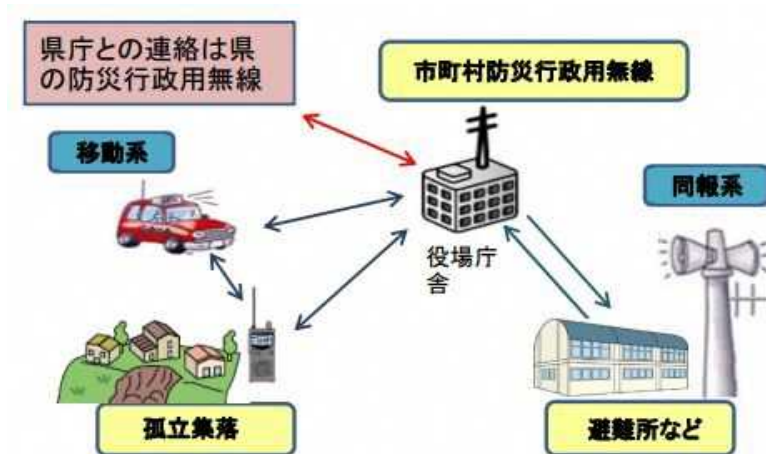 県庁との連絡は県
の防災行政用無線
市町村防災行政用無線
移動系
同報系
役場庁
舎
孤立集落
避難所など